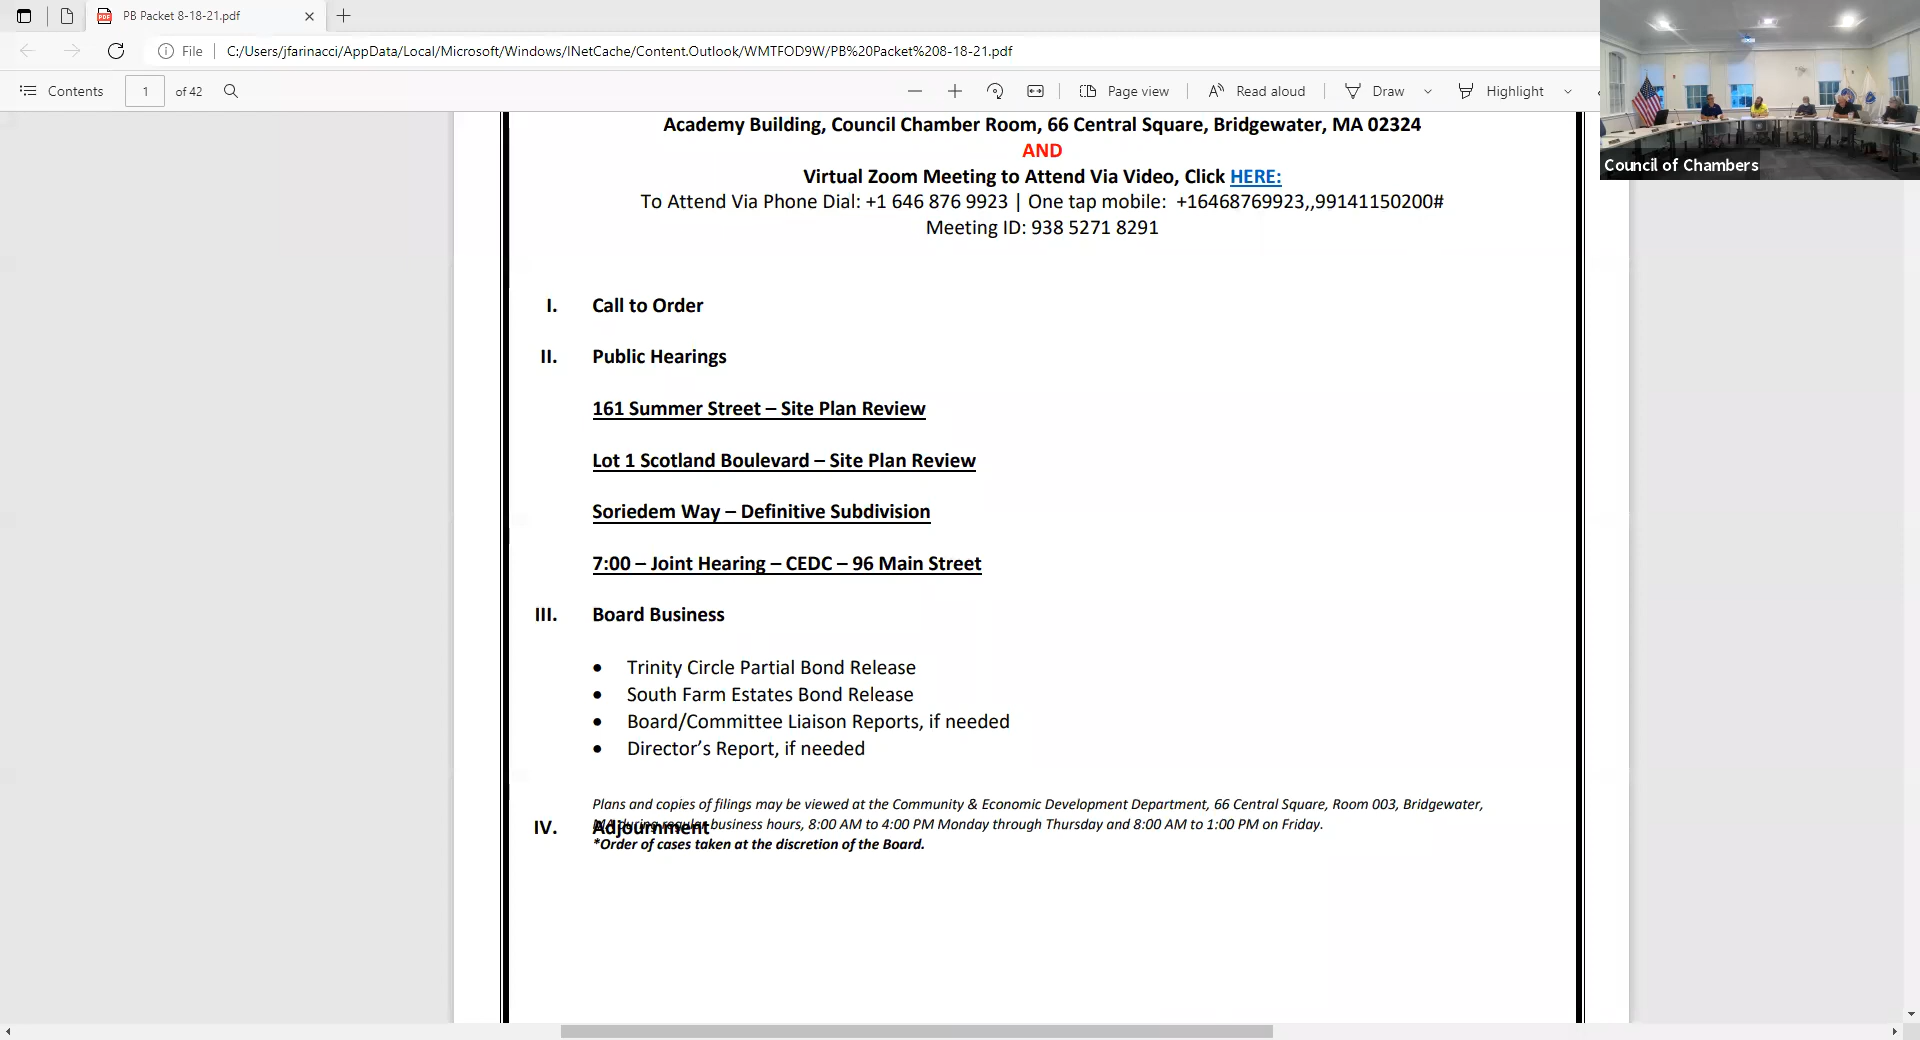 PB Packet 8-18-21.pdf
File
C:/Users/jfarinacci/AppData/Local/Microsoft/Windows/INetCache/Content.Outlook/WMTFOD9W/PB%20Packet%208-18-21.pdf
Contents
1
of 42
Page view
Read aloud
Draw
Highlight
Council of Chambers
Academy Building, Council Chamber Room, 66 Central Square, Bridgewater, MA 02324
AND
Virtual Zoom Meeting to Attend Via Video, Click HERE:
To Attend Via Phone Dial: +1 646 876 9923 | One tap mobile: +16468769923,,99141150200#
Meeting ID: 938 5271 8291
I. Call to Order
II. Public Hearings
161 Summer Street – Site Plan Review
Lot 1 Scotland Boulevard – Site Plan Review
Soriedem Way – Definitive Subdivision
7:00 – Joint Hearing – CEDC – 96 Main Street
III. Board Business
• Trinity Circle Partial Bond Release
• South Farm Estates Bond Release
• Board/Committee Liaison Reports, if needed
• Director’s Report, if needed
Plans and copies of filings may be viewed at the Community & Economic Development Department, 66 Central Square, Room 003, Bridgewater,
MA during regular business hours, 8:00 AM to 4:00 PM Monday through Thursday and 8:00 AM to 1:00 PM on Friday.
IV. Adjournment
*Order of cases taken at the discretion of the Board.